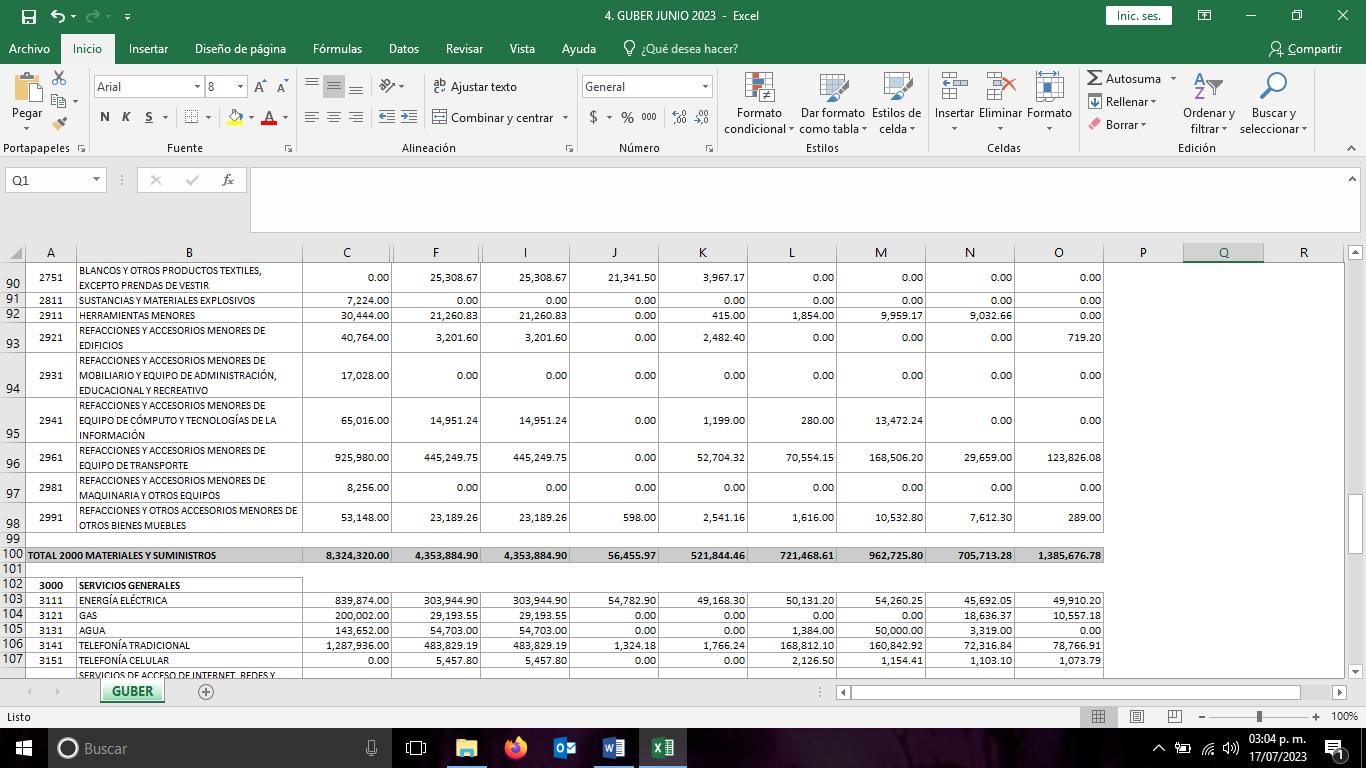 4. GUBER JUNIO 2023 - Excel
Inic. ses.
Archivo Inicio Insertar Diseño de página Fórmulas Datos Revisar Vista Ayuda ¿Qué desea hacer? Compartir
Pegar
Arial 8
N K S
Ajustar texto
Combinar y centrar
General
$ % 000
Formato condicional
Dar formato como tabla
Estilos de celda
Insertar Eliminar Formato
Autosuma
Rellenar
Borrar
Ordenar y filtrar
Buscar y seleccionar
Portapapeles Fuente Alineación Número Estilos Celdas Edición
Q1 fx
A B C F I J K L M N O P Q R
90 2751 BLANCOS Y OTROS PRODUCTOS TEXTILES, EXCEPTO PRENDAS DE VESTIR 0.00 25,308.67 25,308.67 21,341.50 3,967.17 0.00 0.00 0.00 0.00
91 2811 SUSTANCIAS Y MATERIALES EXPLOSIVOS 7,224.00 0.00 0.00 0.00 0.00 0.00 0.00 0.00 0.00
92 2911 HERRAMIENTAS MENORES 30,444.00 21,260.83 21,260.83 0.00 415.00 1,854.00 9,959.17 9,032.66 0.00
93 2921 REFACCIONES Y ACCESORIOS MENORES DE EDIFICIOS 40,764.00 3,201.60 3,201.60 0.00 2,482.40 0.00 0.00 0.00 719.20
94 2931 REFACCIONES Y ACCESORIOS MENORES DE MOBILIARIO Y EQUIPO DE ADMINISTRACIÓN, EDUCACIONAL Y RECREATIVO 17,028.00 0.00 0.00 0.00 0.00 0.00 0.00 0.00 0.00
95 2941 REFACCIONES Y ACCESORIOS MENORES DE EQUIPO DE CÓMPUTO Y TECNOLOGÍAS DE LA INFORMACIÓN 65,016.00 14,951.24 14,951.24 0.00 1,199.00 280.00 13,472.24 0.00 0.00
96 2961 REFACCIONES Y ACCESORIOS MENORES DE EQUIPO DE TRANSPORTE 925,980.00 445,249.75 445,249.75 0.00 52,704.32 70,554.15 168,506.20 29,659.00 123,826.08
97 2981 REFACCIONES Y ACCESORIOS MENORES DE MAQUINARIA Y OTROS EQUIPOS 8,256.00 0.00 0.00 0.00 0.00 0.00 0.00 0.00 0.00
98 2991 REFACCIONES Y OTROS ACCESORIOS MENORES DE OTROS BIENES MUEBLES 53,148.00 23,189.26 23,189.26 598.00 2,541.16 1,616.00 10,532.80 7,612.30 289.00
99
100 TOTAL 2000 MATERIALES Y SUMINISTROS 8,324,320.00 4,353,884.90 4,353,884.90 56,455.97 521,844.46 721,468.61 962,725.80 705,713.28 1,385,676.78
101
102 3000 SERVICIOS GENERALES
103 3111 ENERGÍA ELÉCTRICA 839,874.00 303,944.90 303,944.90 54,782.90 49,168.30 50,131.20 54,260.25 45,692.05 49,910.20
104 3121 GAS 200,002.00 29,193.55 29,193.55 0.00 0.00 0.00 0.00 18,636.37 10,557.18
105 3131 AGUA 143,652.00 54,703.00 54,703.00 0.00 0.00 1,384.00 50,000.00 3,319.00 0.00
106 3141 TELEFONÍA TRADICIONAL 1,287,936.00 483,829.19 483,829.19 1,324.18 1,766.24 168,812.10 160,842.92 72,316.84 78,766.91
107 3151 TELEFONÍA CELULAR 0.00 5,457.80 5,457.80 0.00 0.00 2,126.50 1,154.41 1,103.10 1,073.79
SERVICIOS DE ACCESO DE INTERNET, REDES Y
GUBER
Listo 100%
Buscar
03:04 p. m.
17/07/2023
1